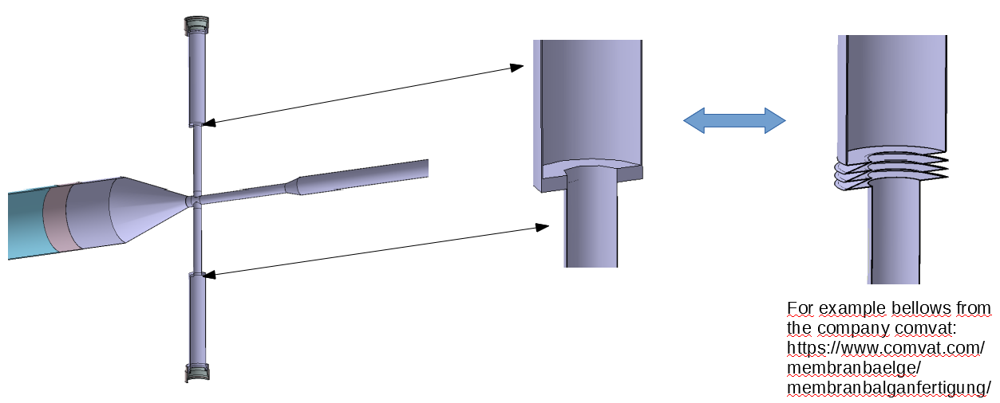 For example bellows from
the company comvat:
https://www.comvat.com/
membranbaelge/
membranbalganfertigung/